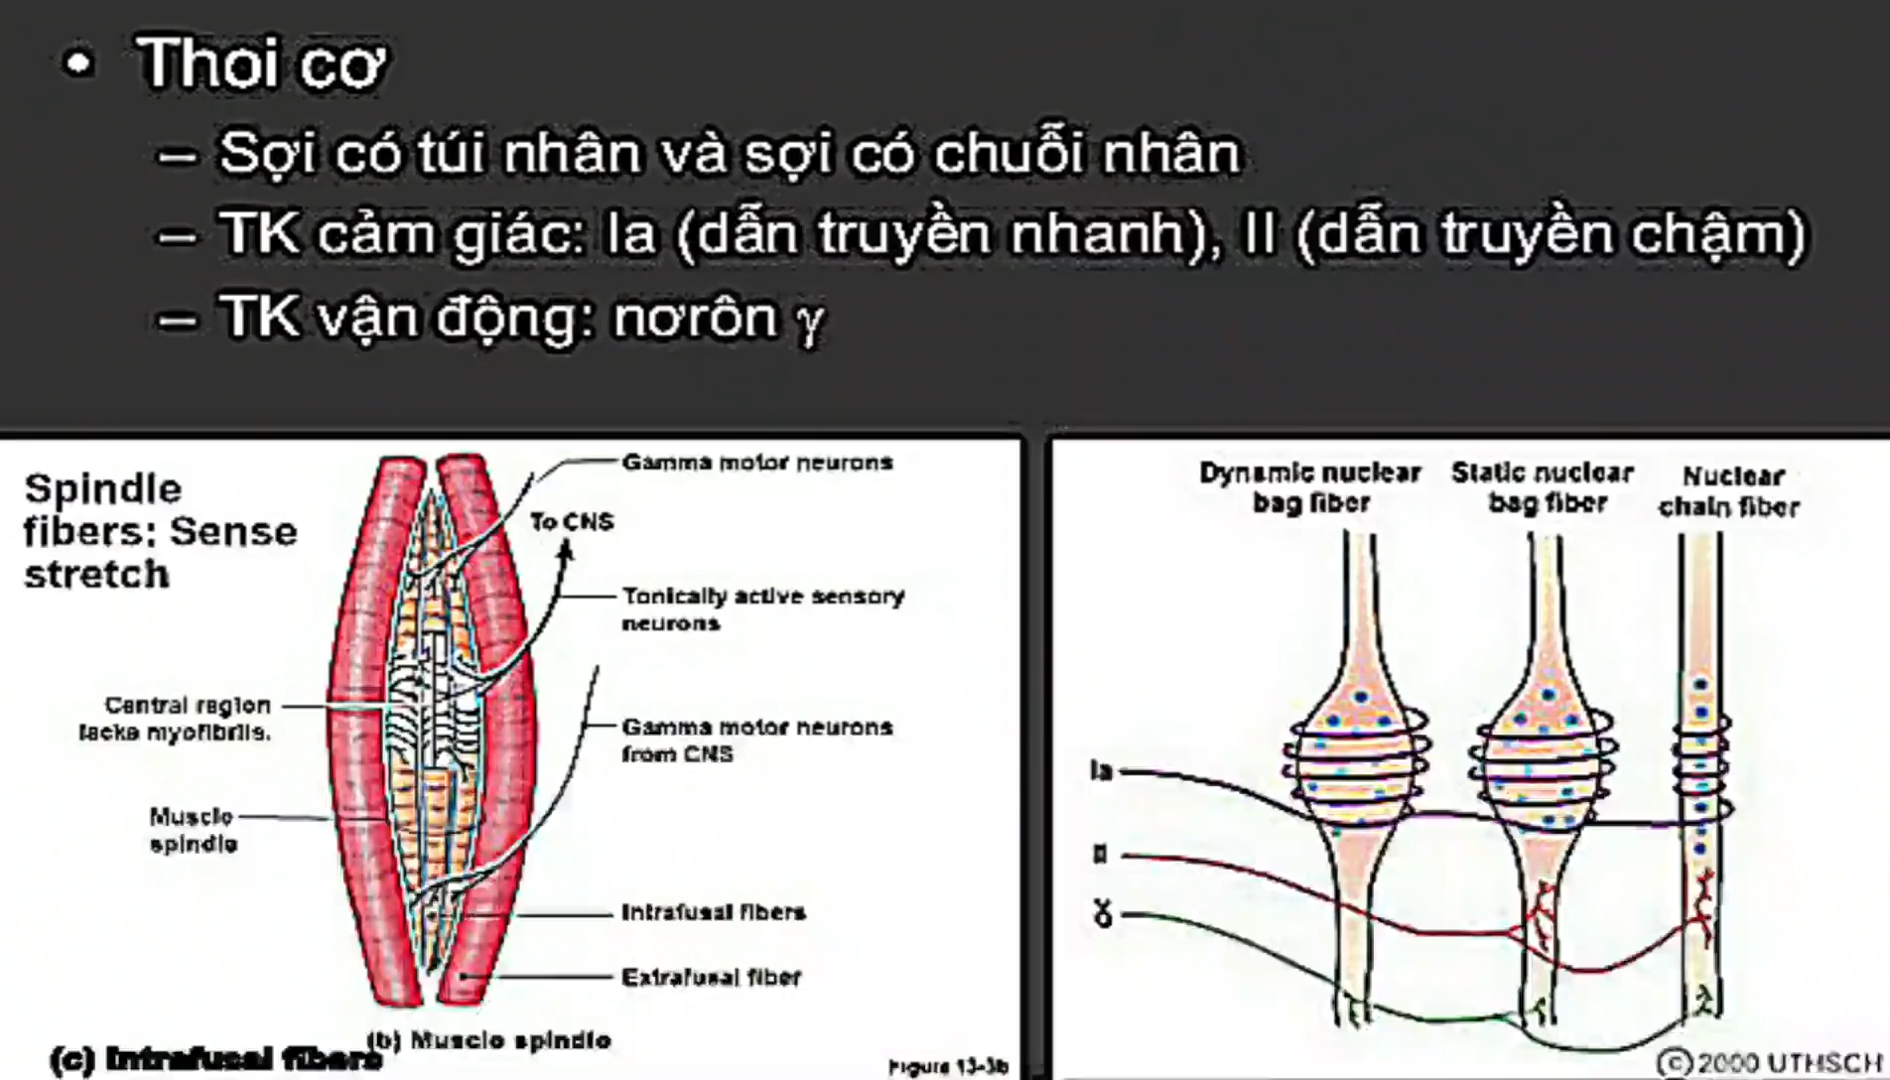 • Thoi cơ
– Sợi có túi nhân và sợi có chuỗi nhân
– TK cảm giác: Ia (dẫn truyền nhanh), II (dẫn truyền chậm)
– TK vận động: nơrôn γ
Spindle
fibers: Sense
stretch
Gamma motor neurons
To CNS
Tonically active sensory
neurons
Central region
lacks myofibrils.
Gamma motor neurons
from CNS
Muscle
spindle
Intrafusal fibers
Extrafusal fiber
(b) Muscle spindle
(c) Intrafusal fibers
Figure 13-3b
Dynamic nuclear
bag fiber
Static nuclear
bag fiber
Nuclear
chain fiber
Ia
II
γ
©2000 UTHSCH